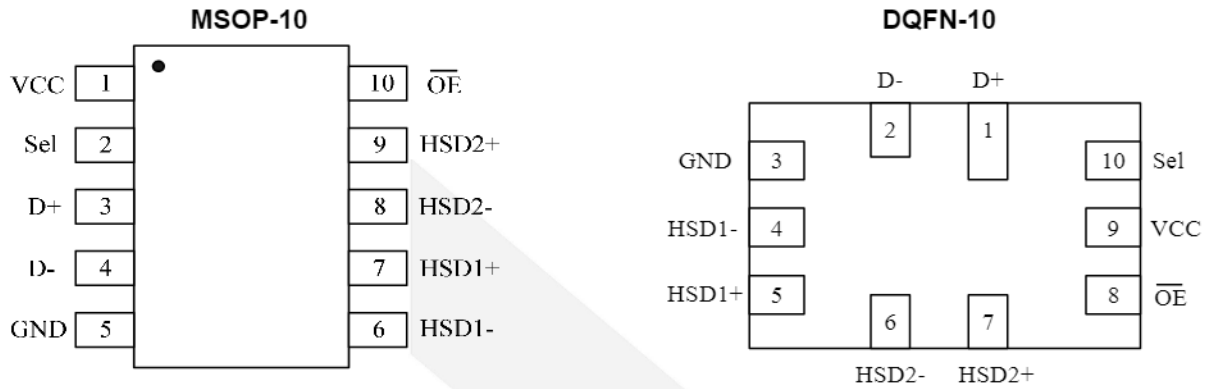 MSOP-10
VCC 1 10 OE
Sel 2 9 HSD2+
D+ 3 8 HSD2-
D- 4 7 HSD1+
GND 5 6 HSD1-
DQFN-10
D- D+
2 1
GND 3 10 Sel
HSD1- 4 9 VCC
HSD1+ 5 8 OE
6 7
HSD2- HSD2+